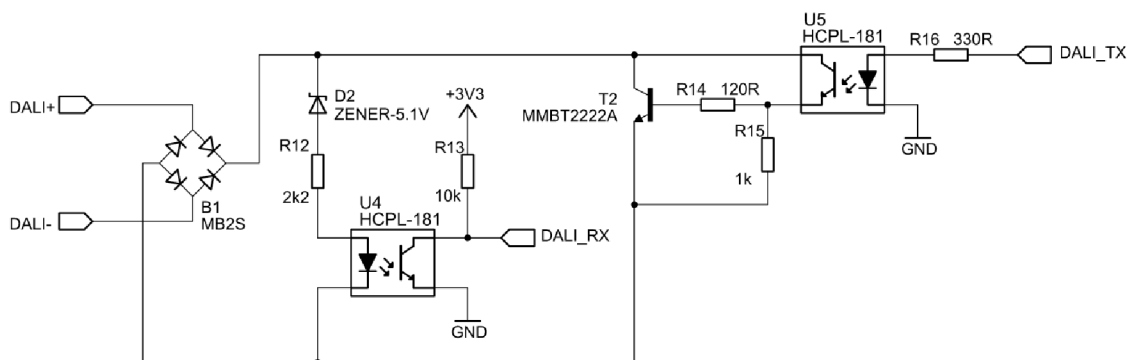 U5
HCPL-181
R16 330R
DALI_TX
D2
ZENER-5.1V
+3V3
T2
MMBT2222A
R14 120R
DALI+
R15
1k
GND
R12
2k2
R13
10k
B1
MB2S
DALI-
U4
HCPL-181
DALI_RX
GND